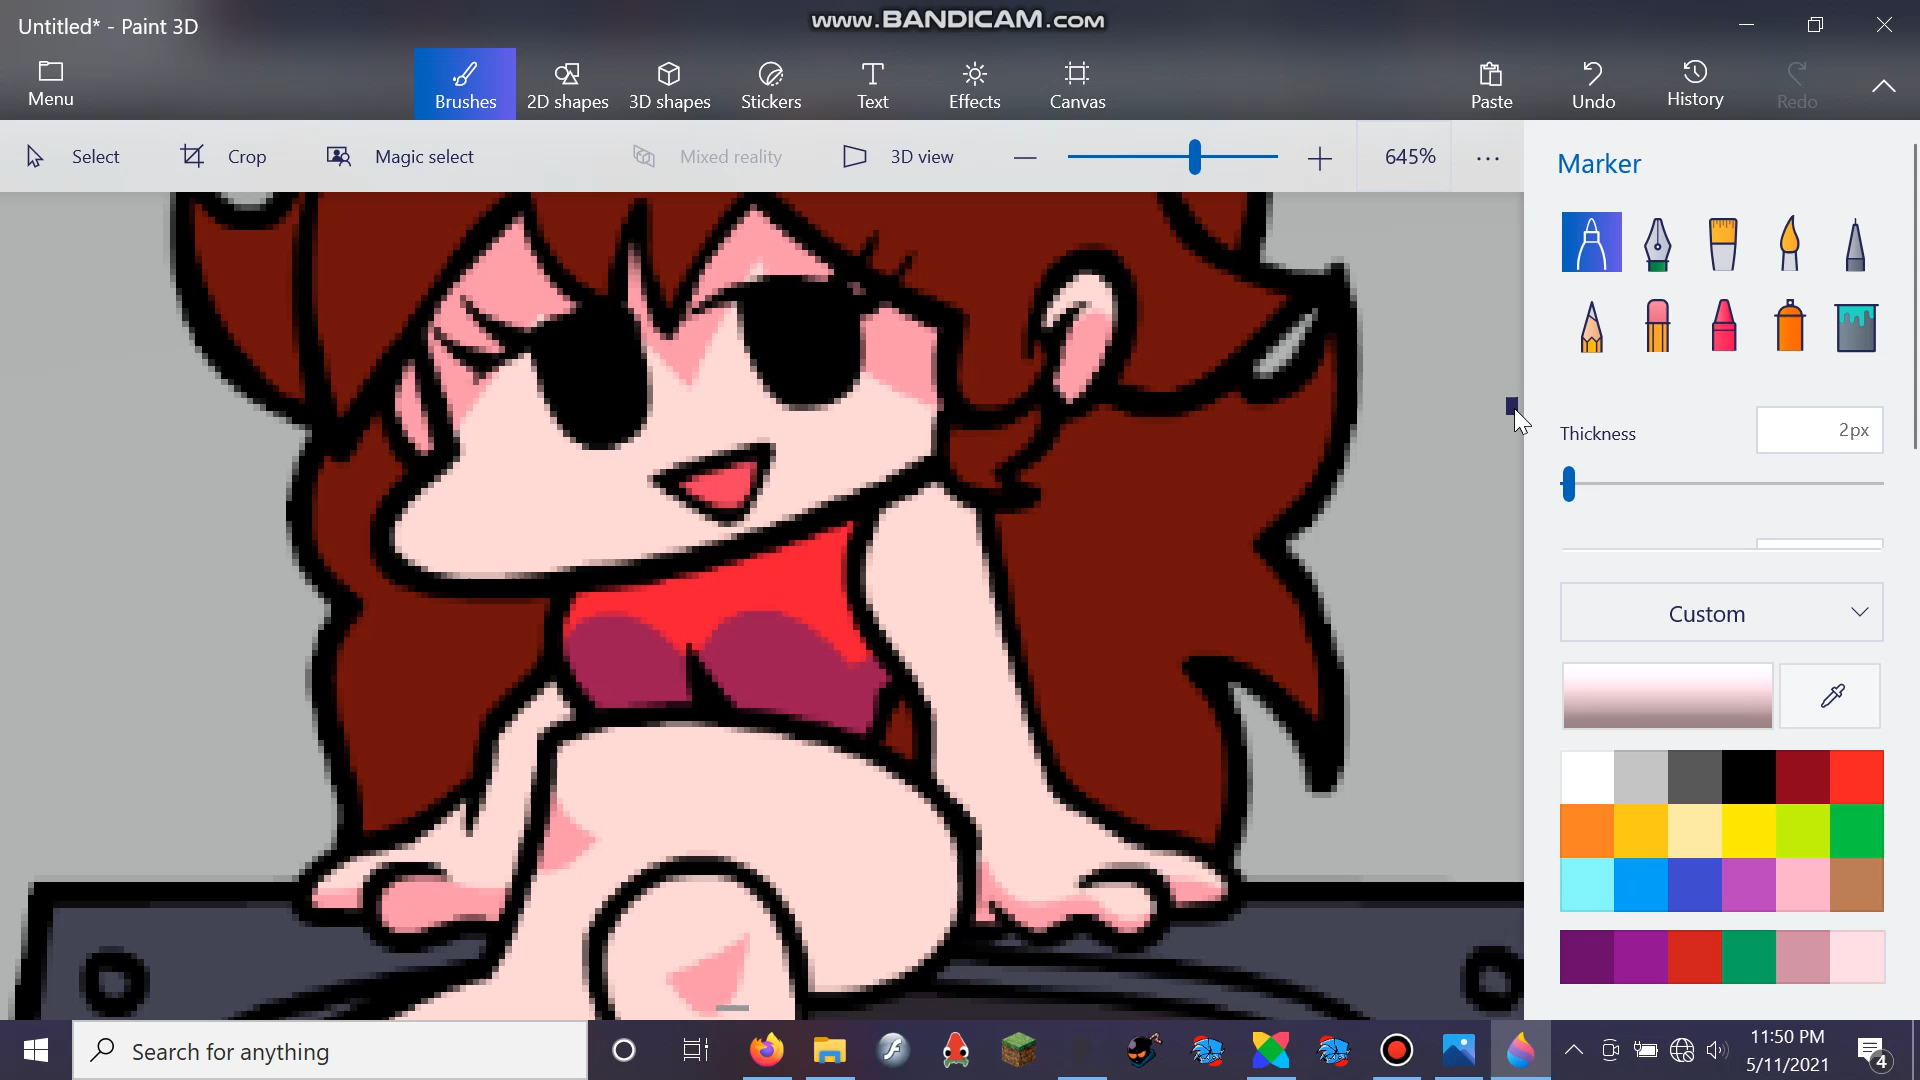 Untitled* - Paint 3D
www.BANDICAM.com
Menu
Brushes
2D shapes
3D shapes
Stickers
Text
Effects
Canvas
Paste
Undo
History
Redo
Select
Crop
Magic select
Mixed reality
3D view
645%
Marker
Thickness
2px
Custom
Search for anything
11:50 PM
5/11/2021
4